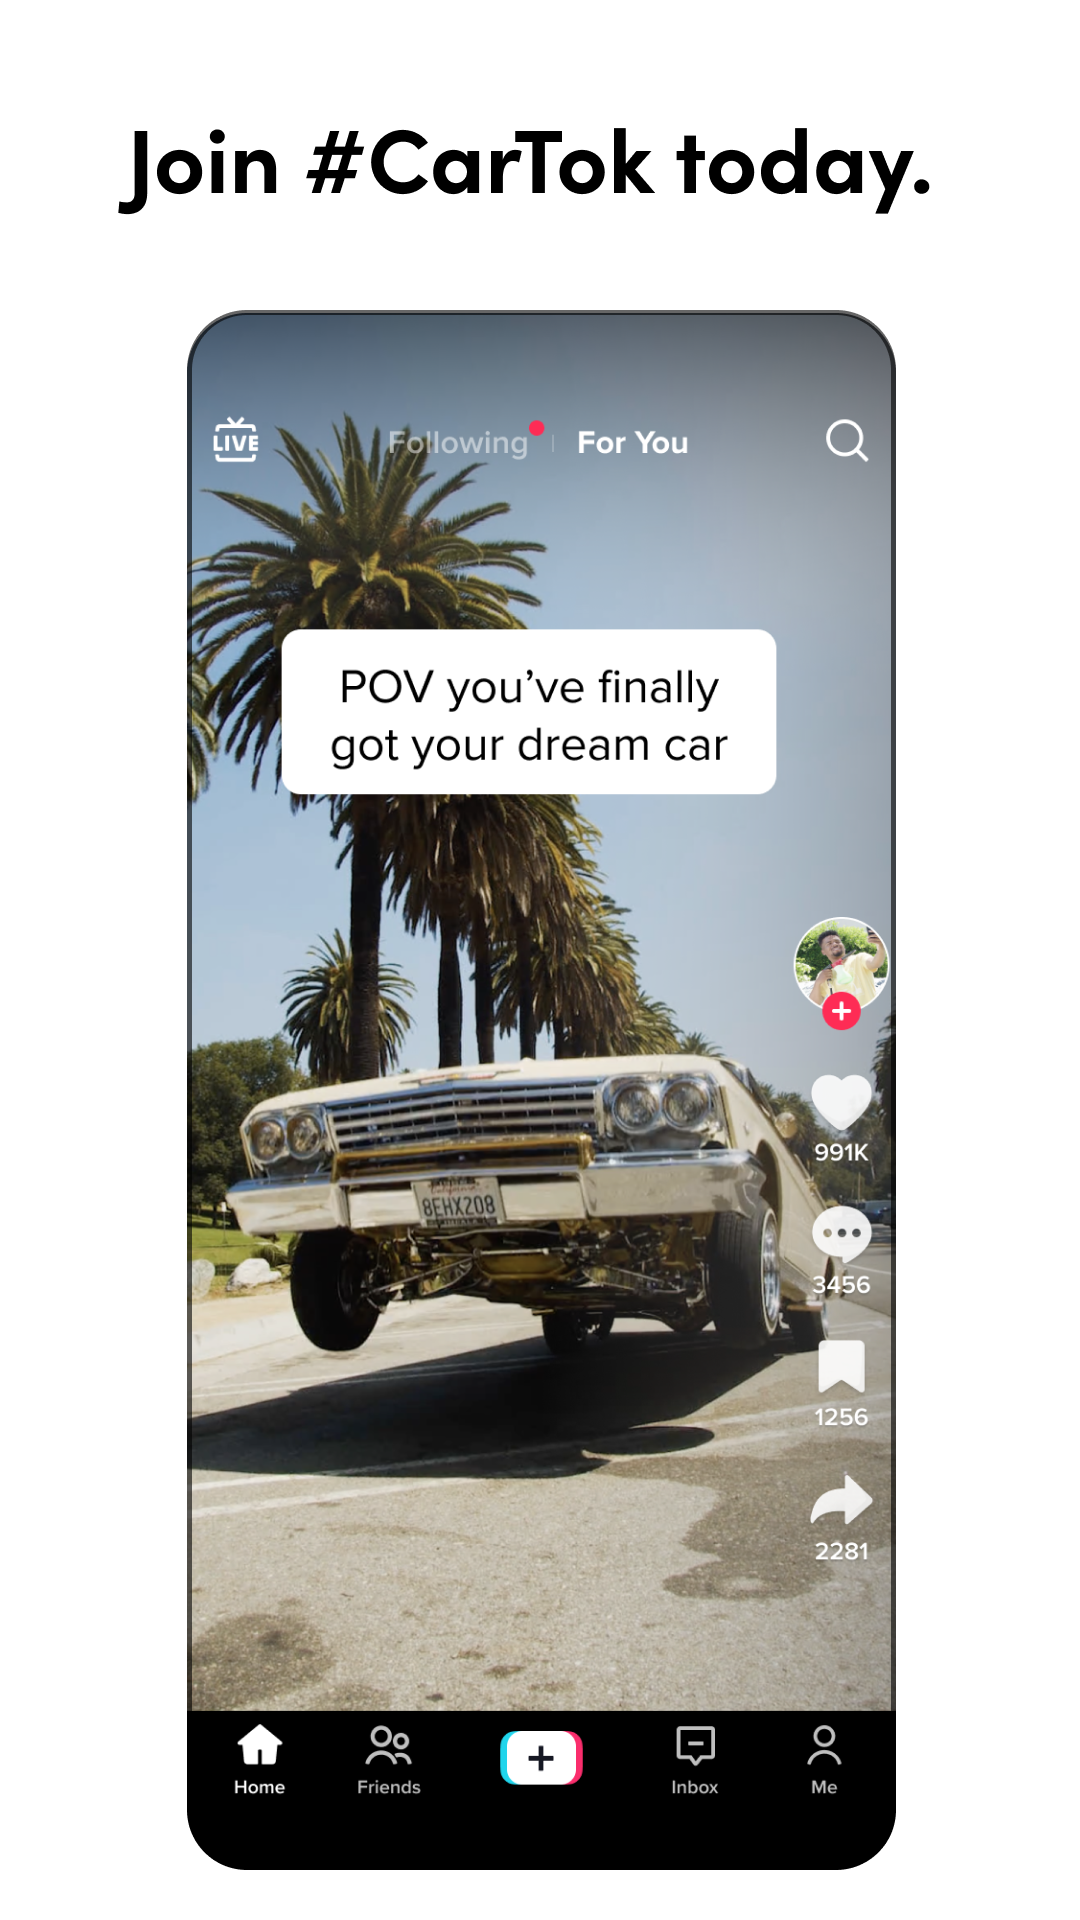 Join #CarTok today.
LIVE
Following
For You
POV you’ve finally
got your dream car
991K
8EHX208
3456
1256
2281
Home
Friends
Inbox
Me